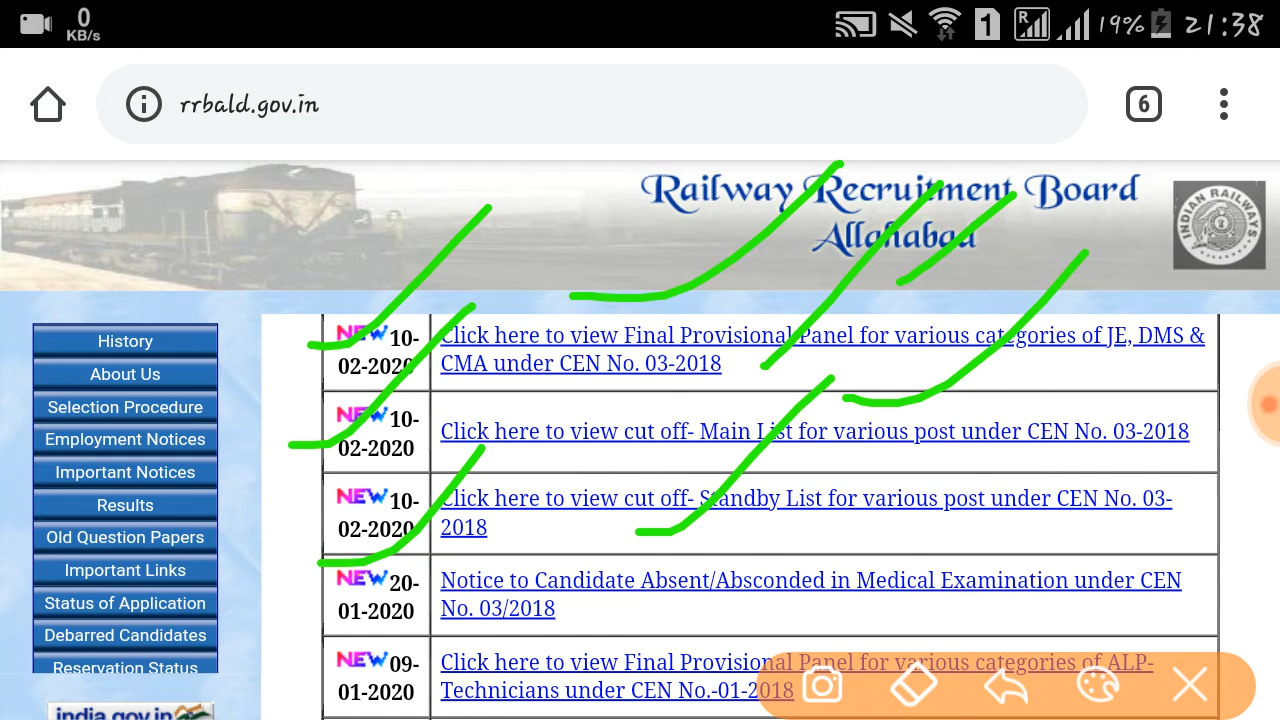 0
KB/s
1
R
19%
21:38
rrbald.gov.in
6
Railway Recruitment Board
Allahabad
INDIAN RAILWAYS
History
About Us
Selection Procedure
Employment Notices
Important Notices
Results
Old Question Papers
Important Links
Status of Application
Debarred Candidates
Reservation Status
india.gov.in
NEW 10-
02-2020
Click here to view Final Provisional Panel for various categories of JE, DMS &
CMA under CEN No. 03-2018
NEW 10-
02-2020
Click here to view cut off- Main List for various post under CEN No. 03-2018
NEW 10-
02-2020
Click here to view cut off- Standby List for various post under CEN No. 03-
2018
NEW 20-
01-2020
Notice to Candidate Absent/Absconded in Medical Examination under CEN
No. 03/2018
NEW 09-
01-2020
Click here to view Final Provisional Panel for various categories of ALP-
Technicians under CEN No.-01-2018